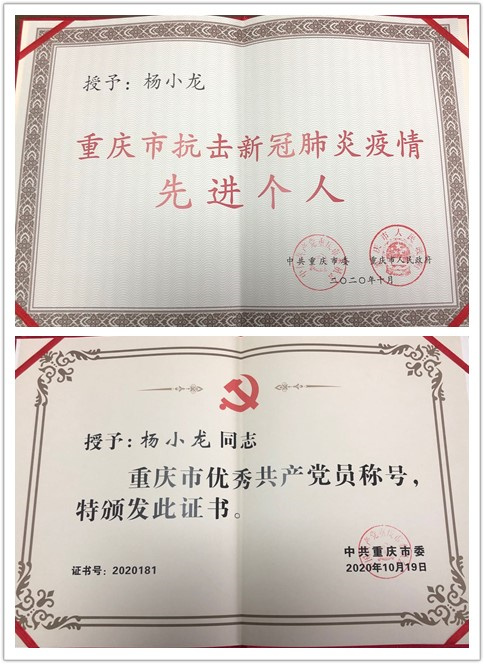 授予：杨小龙
重庆市抗击新冠肺炎疫情
先进个人
中共重庆市委 重庆市人民政府
二〇二〇年十月
授予：杨小龙同志
重庆市优秀共产党员称号，
特颁发此证书。
中共重庆市委
证书号：2020181 2020年10月19日